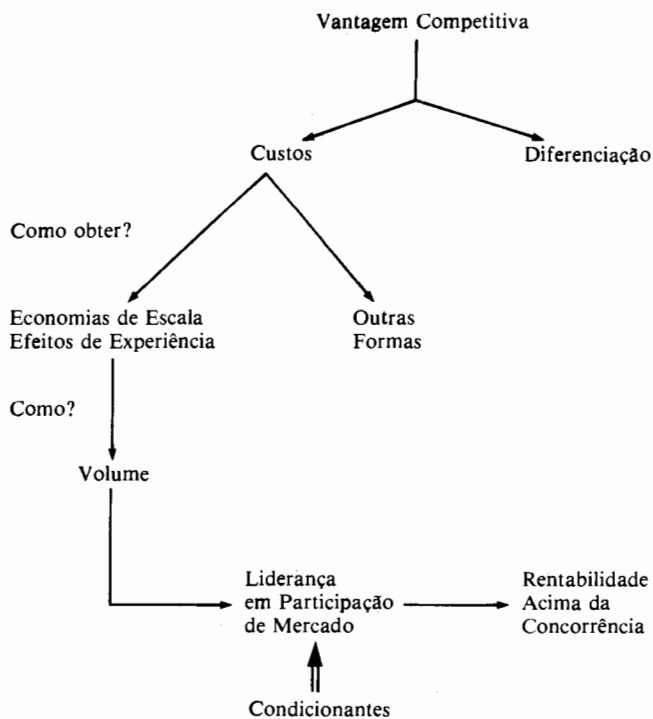 Vantagem Competitiva
Custos
Diferenciação
Como obter?
Economias de Escala
Efeitos de Experiência
Outras
Formas
Como?
Volume
Liderança
em Participação
de Mercado
Rentabilidade
Acima da
Concorrência
Condicionantes